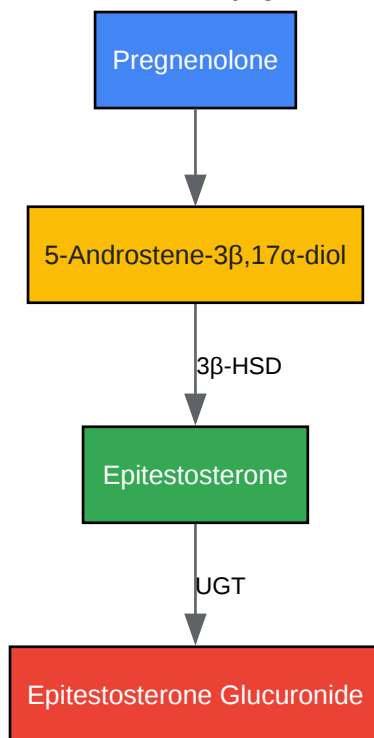 Pregnenolone
5-Androstene-3β,17α-diol
3β-HSD
Epitestosterone
UGT
Epitestosterone Glucuronide